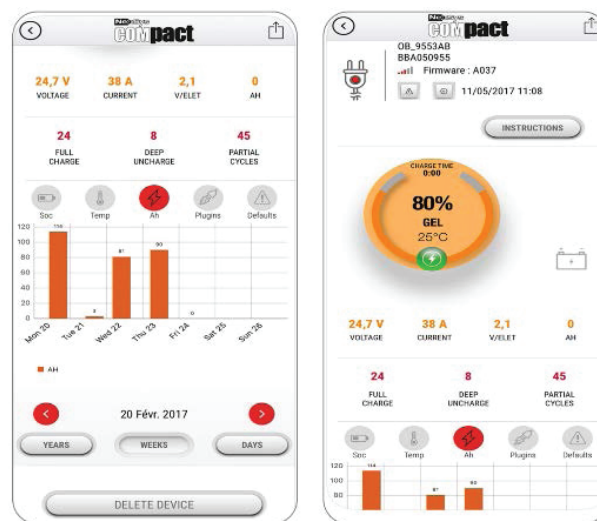 compact
24,7 V 38 A 2,1 0
VOLTAGE CURRENT V/ELET AH
24 8 45
FULL CHARGE DEEP UNCHARGE PARTIAL CYCLES
Soc Temp Ah Plugins Defaults
120
100
80
60
40
20
0
114 3 81 90 0
Mon 20 Tue 21 Wed 22 Thu 23 Fri 24 Sat 25 Sun 26
AH
20 Févr. 2017
YEARS WEEKS DAYS
DELETE DEVICE
compact
OB_9553AB
BBA050955
Firmware : A037
11/05/2017 11:08
INSTRUCTIONS
CHARGE TIME
0:00
80%
GEL
25°C
24,7 V 38 A 2,1 0
VOLTAGE CURRENT V/ELET AH
24 8 45
FULL CHARGE DEEP UNCHARGE PARTIAL CYCLES
Soc Temp Ah Plugins Defaults
120
100
80
90